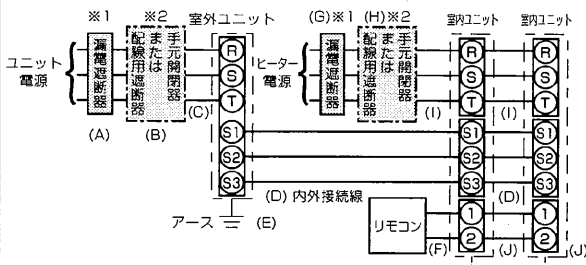 ※1
※2
室外ユニット
(G)※1
(H)※2
室内ユニット
室内ユニット
ユニット
電源
漏電遮断器
手元開閉器
または
配線用遮断器
R
S
T
ヒーター
電源
漏電遮断器
手元開閉器
または
配線用遮断器
R
S
T
R
S
T
(A)
(B)
(C)
(I)
(I)
S1
S2
S3
S1
S2
S3
S1
S2
S3
(D) 内外接続線
(D)
アース
(E)
リモコン
(F)
1
2
(J)
1
2
(J)